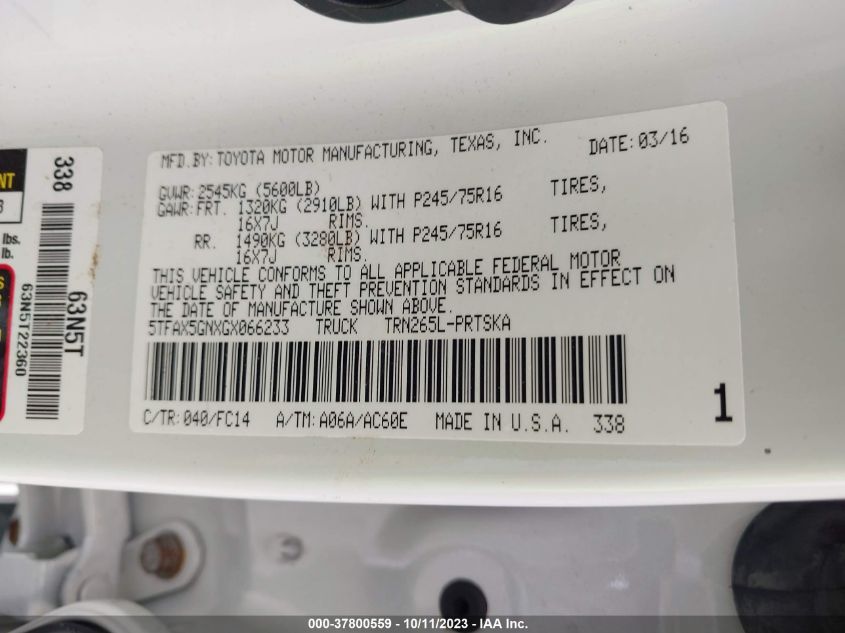 MFD.BY: TOYOTA MOTOR MANUFACTURING, TEXAS, INC. DATE: 03/16
GVWR: 2545KG (5600LB)
GAWR: FRT. 1320KG (2910LB) WITH P245/75R16 TIRES,
16X7J RIMS.
RR. 1490KG (3280LB) WITH P245/75R16 TIRES,
16X7J RIMS.
THIS VEHICLE CONFORMS TO ALL APPLICABLE FEDERAL MOTOR
VEHICLE SAFETY AND THEFT PREVENTION STANDARDS IN EFFECT ON
THE DATE OF MANUFACTURE SHOWN ABOVE.
5TFAX5GNXGX066233 TRUCK TRN265L-PRTSKA
C/TR: 040/FC14 A/TM: A06A/AC60E MADE IN U.S.A. 338
1
338
63N5T
63N5T22360
NT
3
lbs.
lb.
000-37800559 - 10/11/2023 - IAA Inc.